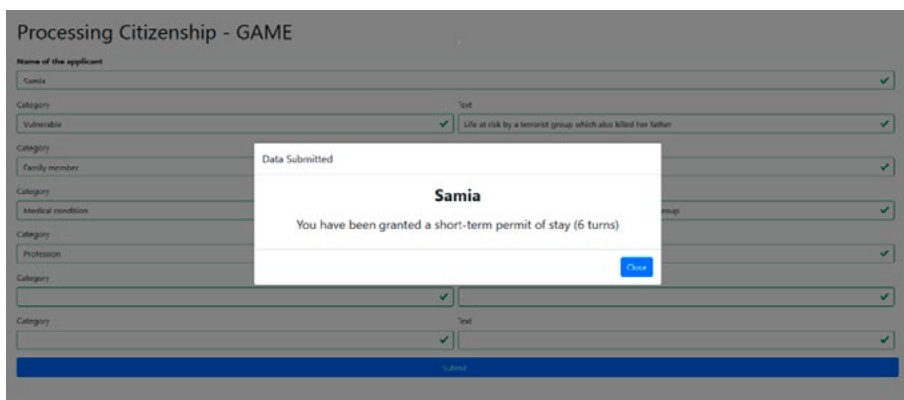 Processing Citizenship - GAME
Name of the applicant
Samia
Category
Text
Vulnerable
Life at risk by a terrorist group which also killed her father
Category
Family member
Data Submitted
Category
Samia
Medical condition
group
You have been granted a short-term permit of stay (6 turns)
Category
Profession
Close
Category
Category
Text
Submit